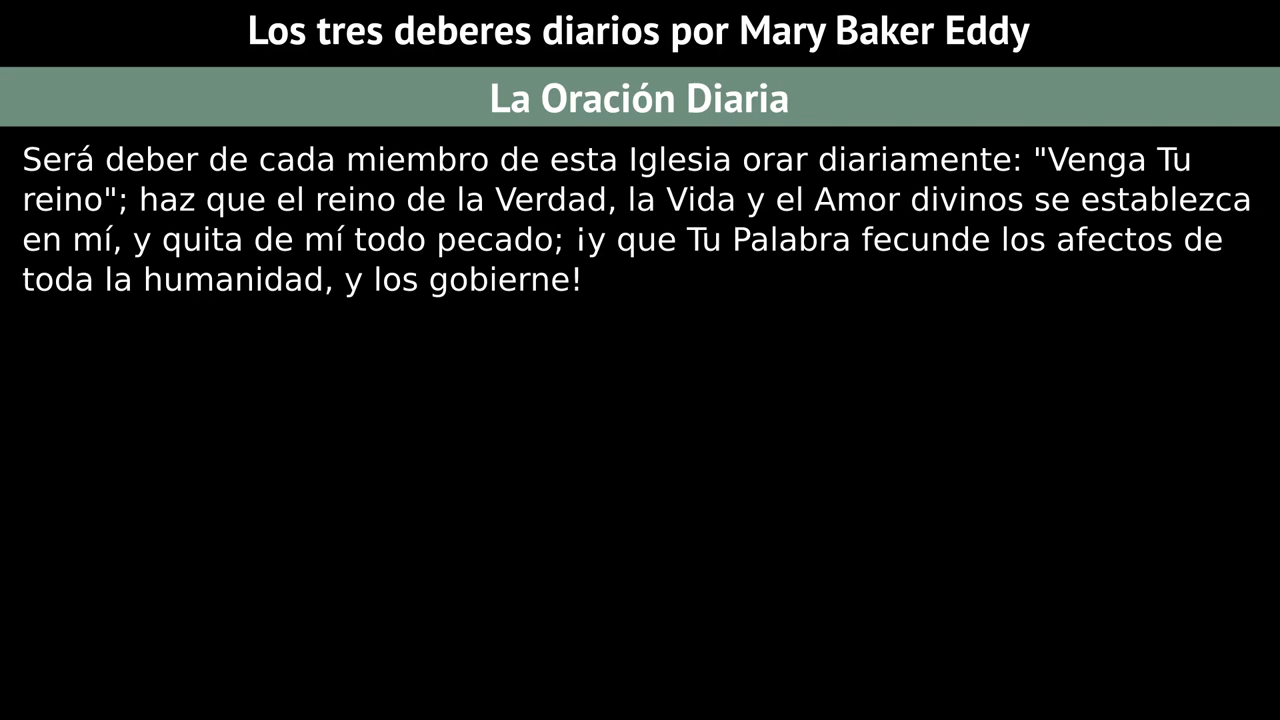 Los tres deberes diarios por Mary Baker Eddy
La Oración Diaria
Será deber de cada miembro de esta Iglesia orar diariamente: "Venga Tu
reino"; haz que el reino de la Verdad, la Vida y el Amor divinos se establezca
en mí, y quita de mí todo pecado; ¡y que Tu Palabra fecunde los afectos de
toda la humanidad, y los gobierne!